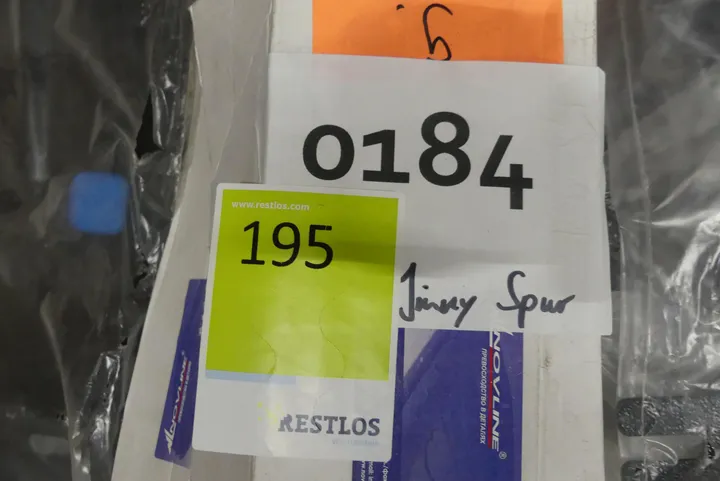 5
0184
www.restlos.com
195
Jimny Spur
NOVLINE®
ПРЕВОСХОДСТВО В ДЕТАЛЯХ
RESTLOS